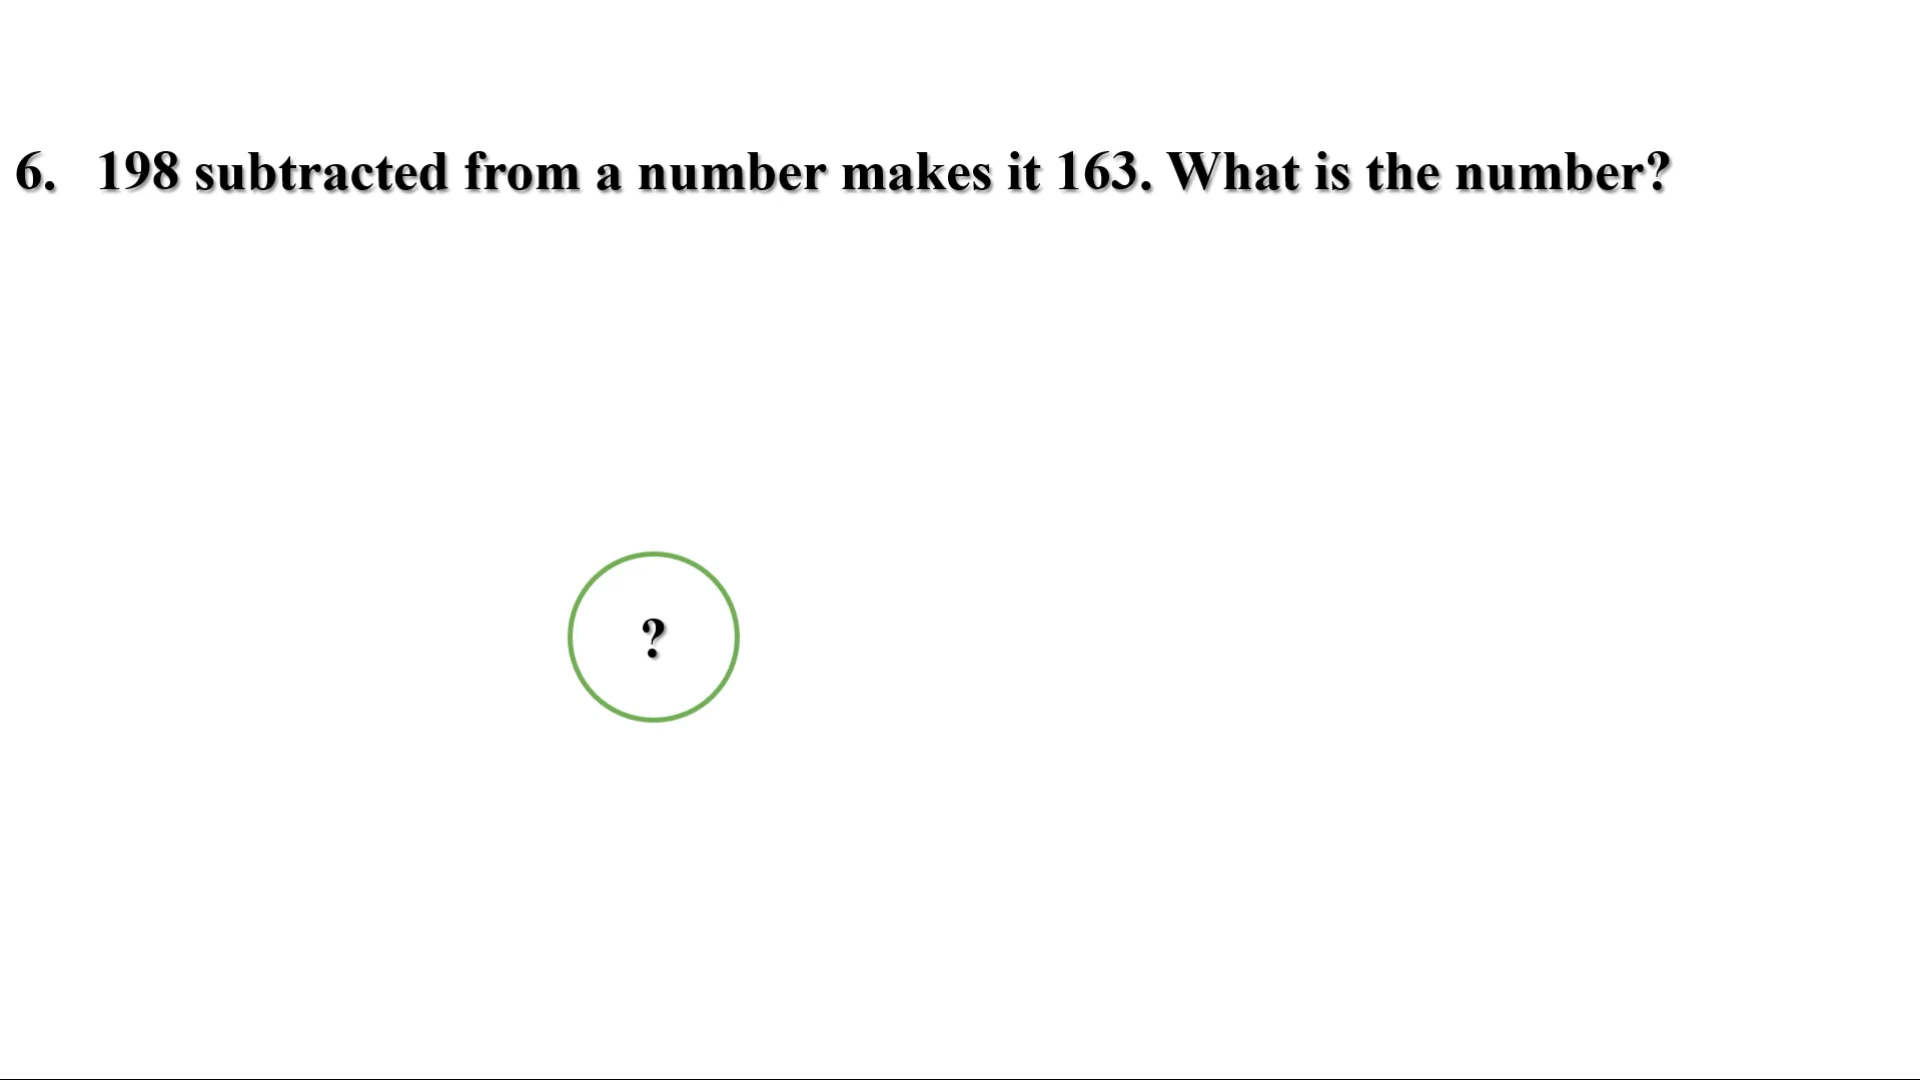 6. 198 subtracted from a number makes it 163. What is the number?
?